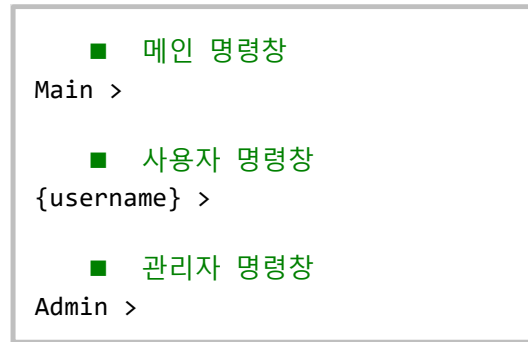 ■ 메인 명령창
Main >
■ 사용자 명령창
{username} >
■ 관리자 명령창
Admin >